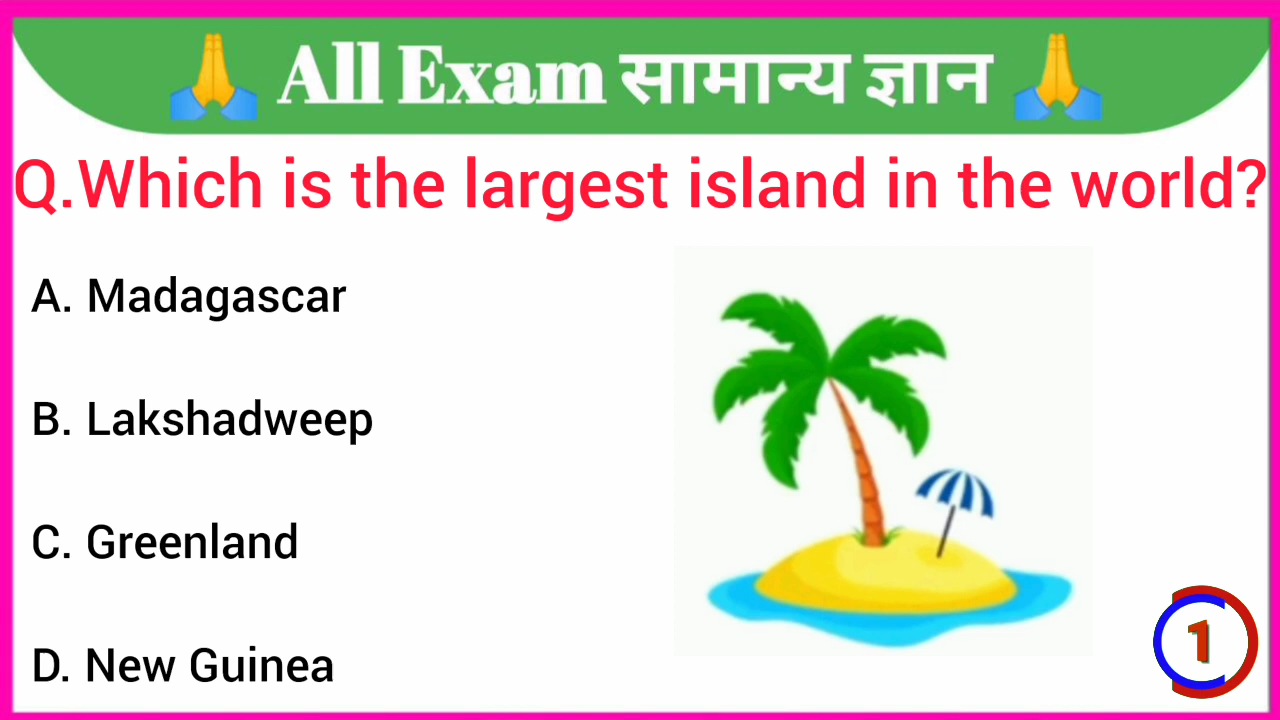 All Exam सामान्य ज्ञान
Q.Which is the largest island in the world?
A. Madagascar
B. Lakshadweep
C. Greenland
D. New Guinea
1